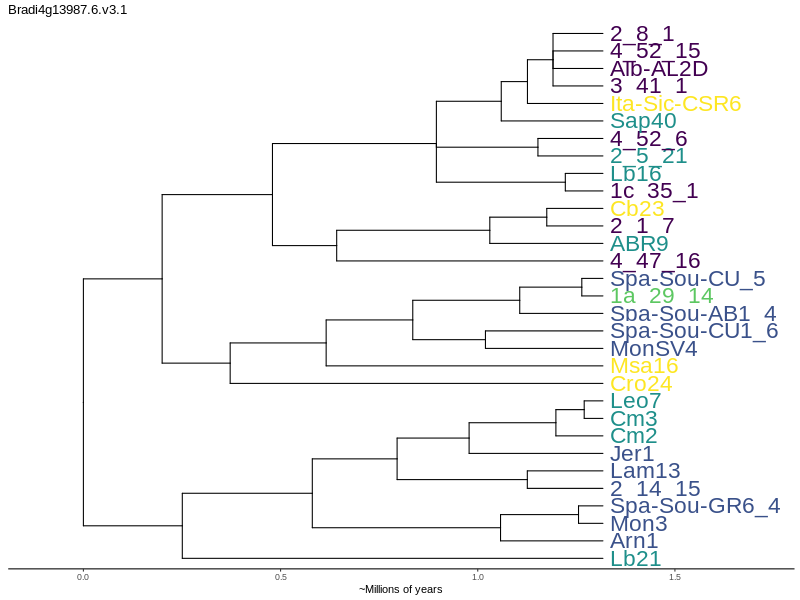 Bradi4g13987.6.v3.1
2_8_1
4_52_15
Alb-AL2D
3_41_1
Ita-Sic-CSR6
Sap40
4_52_6
2_5_21
Lb16
1c_35_1
Cb23
2_1_7
ABR9
4_47_16
Spa-Sou-CU_5
1a_29_14
Spa-Sou-AB1_4
Spa-Sou-CU1_6
MonSV4
Msa16
Cro24
Leo7
Cm3
Cm2
Jer1
Lam13
2_14_15
Spa-Sou-GR6_4
Mon3
Arn1
Lb21
0.0 0.5 1.0 1.5
~Millions of years